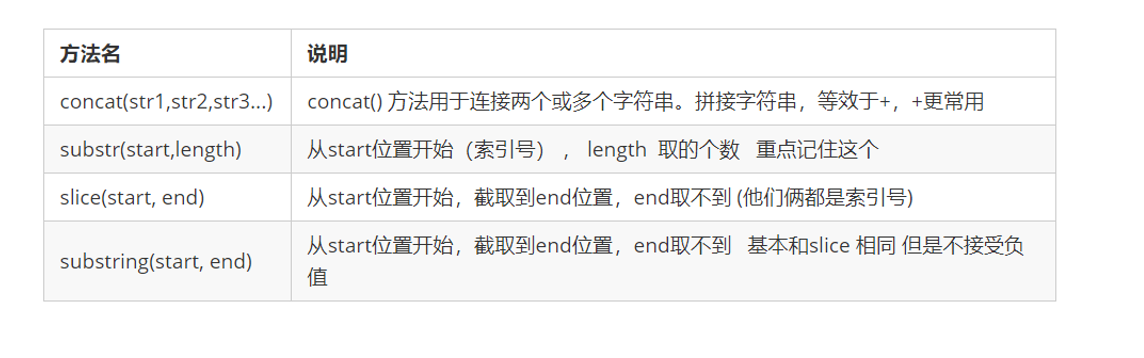 方法名 说明
concat(str1,str2,str3...) concat() 方法用于连接两个或多个字符串。拼接字符串，等效于+，+更常用
substr(start,length) 从start位置开始（索引号） ， length 取的个数 重点记住这个
slice(start, end) 从start位置开始，截取到end位置，end取不到 (他们俩都是索引号)
substring(start, end) 从start位置开始，截取到end位置，end取不到 基本和slice 相同 但是不接受负
值